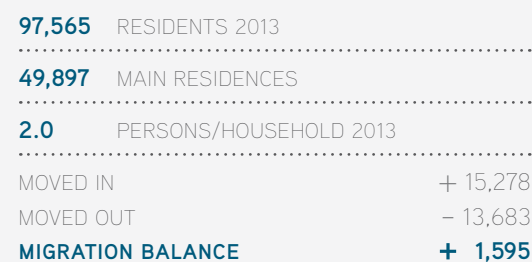 97,565 RESIDENTS 2013
49,897 MAIN RESIDENCES
2.0 PERSONS/HOUSEHOLD 2013
MOVED IN + 15,278
MOVED OUT – 13,683
MIGRATION BALANCE + 1,595